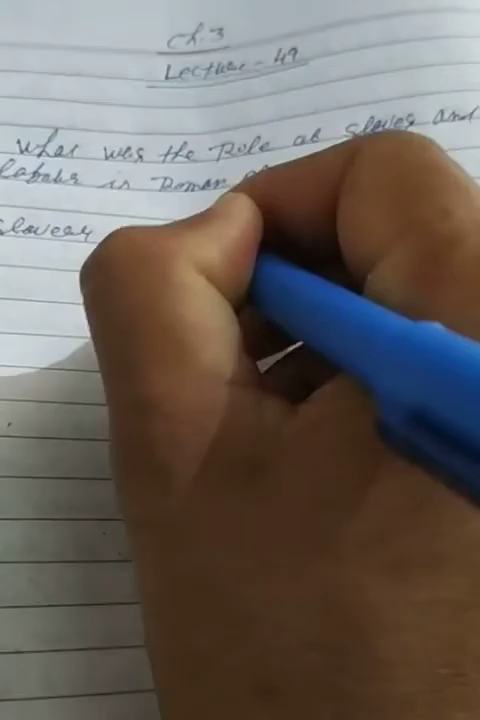 Ch.3
Lecture - 49
What was the Role of Slaves and
labour in Roman
Slavery